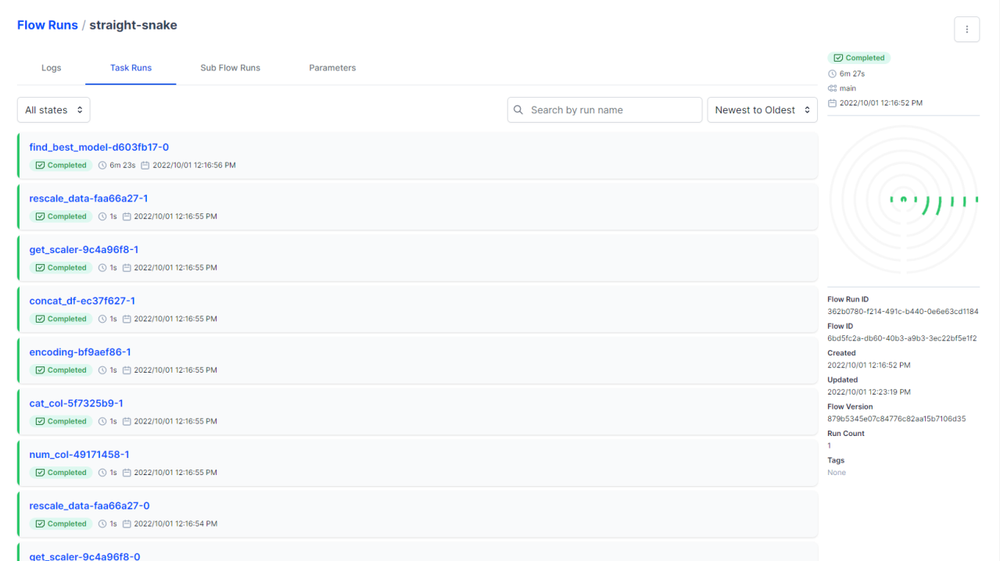 Flow Runs / straight-snake
Logs
Task Runs
Sub Flow Runs
Parameters
All states
Search by run name
Newest to Oldest
find_best_model-d603fb17-0
Completed 6m 23s 2022/10/01 12:16:56 PM
rescale_data-faa66a27-1
Completed 1s 2022/10/01 12:16:55 PM
get_scaler-9c4a96f8-1
Completed 1s 2022/10/01 12:16:55 PM
concat_df-ec37f627-1
Completed 1s 2022/10/01 12:16:55 PM
encoding-bf9aef86-1
Completed 1s 2022/10/01 12:16:55 PM
cat_col-5f7325b9-1
Completed 1s 2022/10/01 12:16:55 PM
num_col-49171458-1
Completed 1s 2022/10/01 12:16:55 PM
rescale_data-faa66a27-0
Completed 1s 2022/10/01 12:16:54 PM
get_scaler-9c4a96f8-0
Completed
6m 27s
main
2022/10/01 12:16:52 PM
Flow Run ID
362b0780-f214-491c-b440-0e6e63cd1184
Flow ID
6bd5fc2a-db60-40b3-a9b3-3ec22bf5e1f2
Created
2022/10/01 12:16:52 PM
Updated
2022/10/01 12:23:19 PM
Flow Version
879b5345e07c84776c82aa15b7106d35
Run Count
1
Tags
None